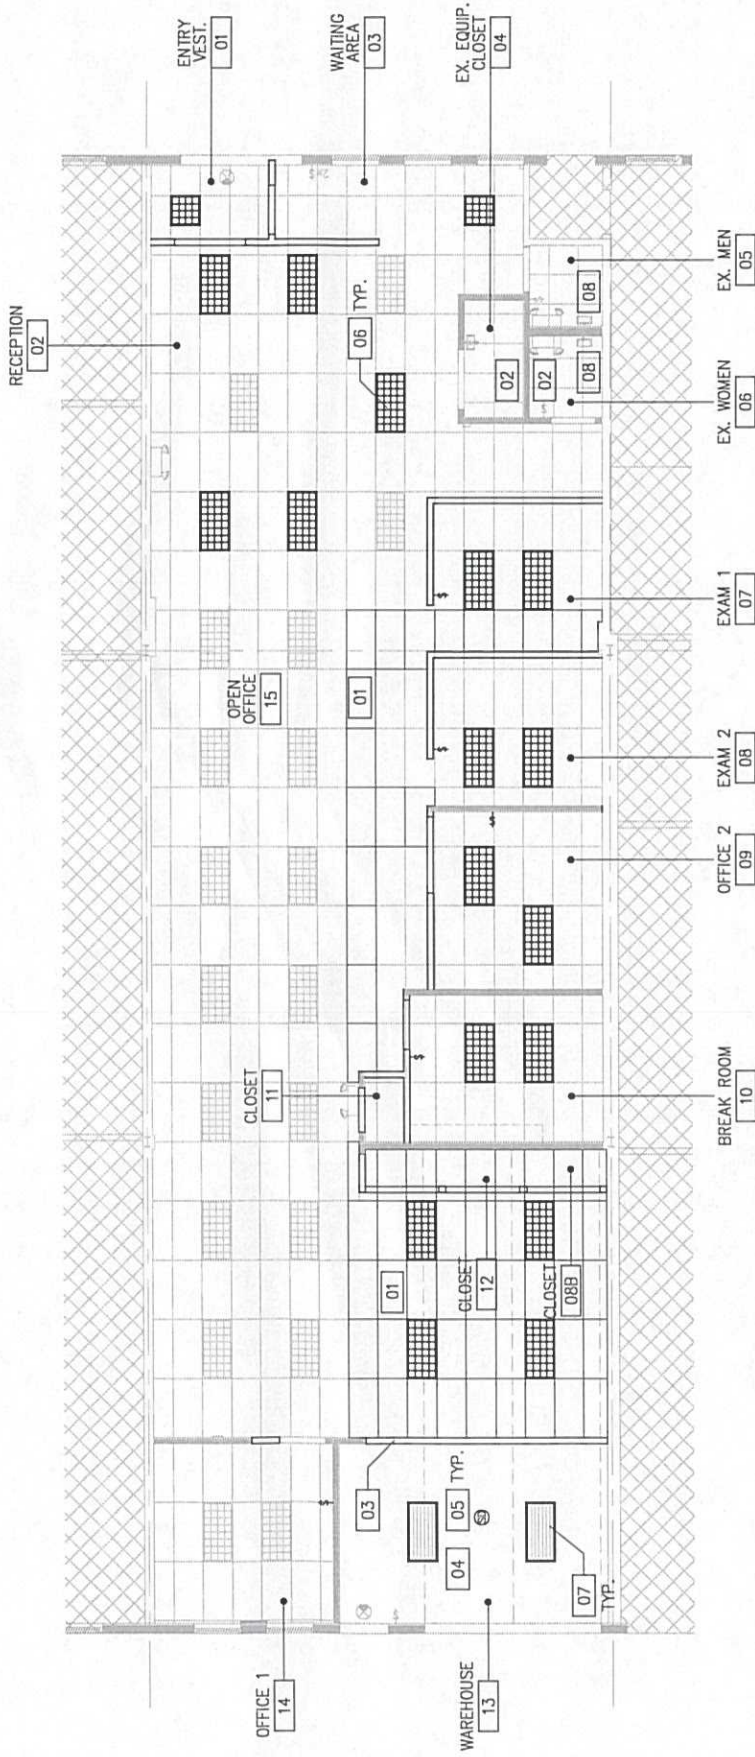 ENTRY
VEST.
01
WAITING
AREA
03
EX. EQUIP.
CLOSET
04
RECEPTION
02
06 TYP.
02
02
08
08
EX. MEN
05
EX. WOMEN
06
EXAM 1
07
OPEN
OFFICE
15
01
EXAM 2
08
OFFICE 2
09
CLOSET
11
BREAK ROOM
10
01
CLOSET
12
CLOSET
08B
03
04
05 TYP.
07
TYP.
OFFICE 1
14
WAREHOUSE
13